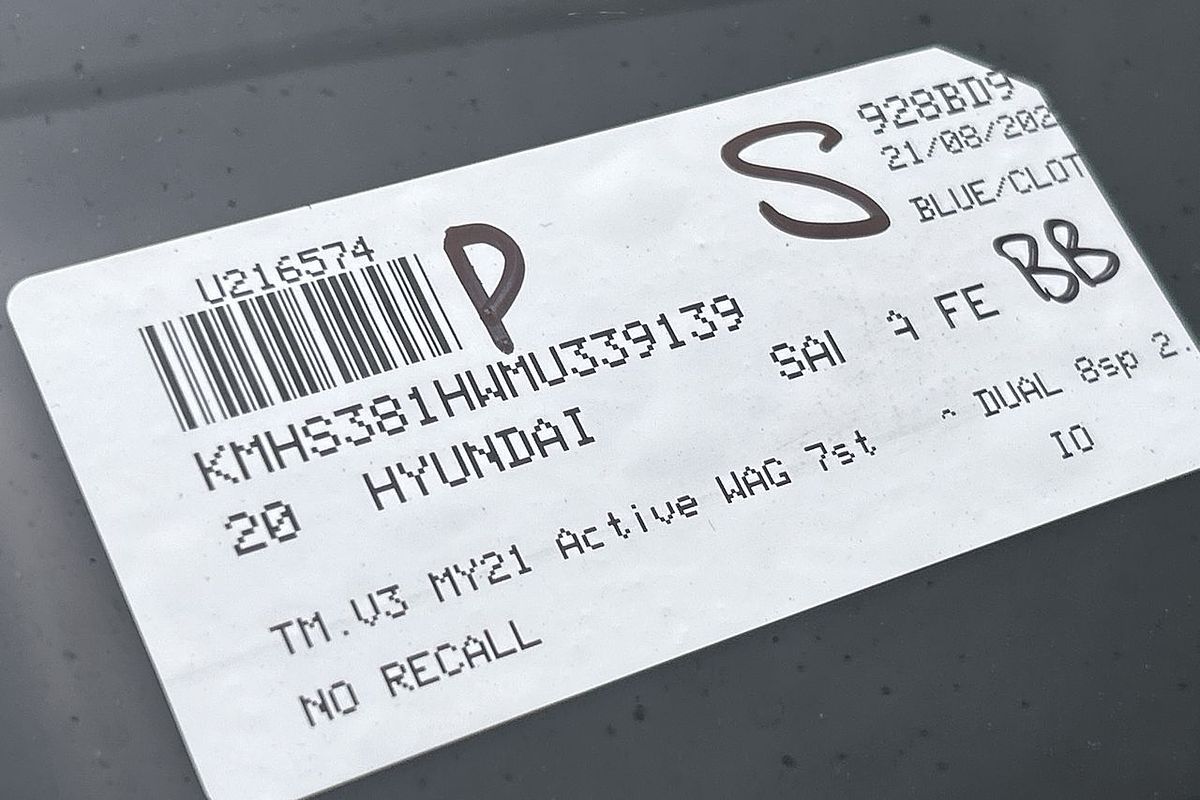 928BD9
21/08/202
BLUE/CLOT
S
BB
U216574
P
KMHS381HWMU339139
SAI 4 FE
20 HYUNDAI
TM.V3 MY21 Active WAG 7st - DUAL 8sp 2.
NO RECALL
IO